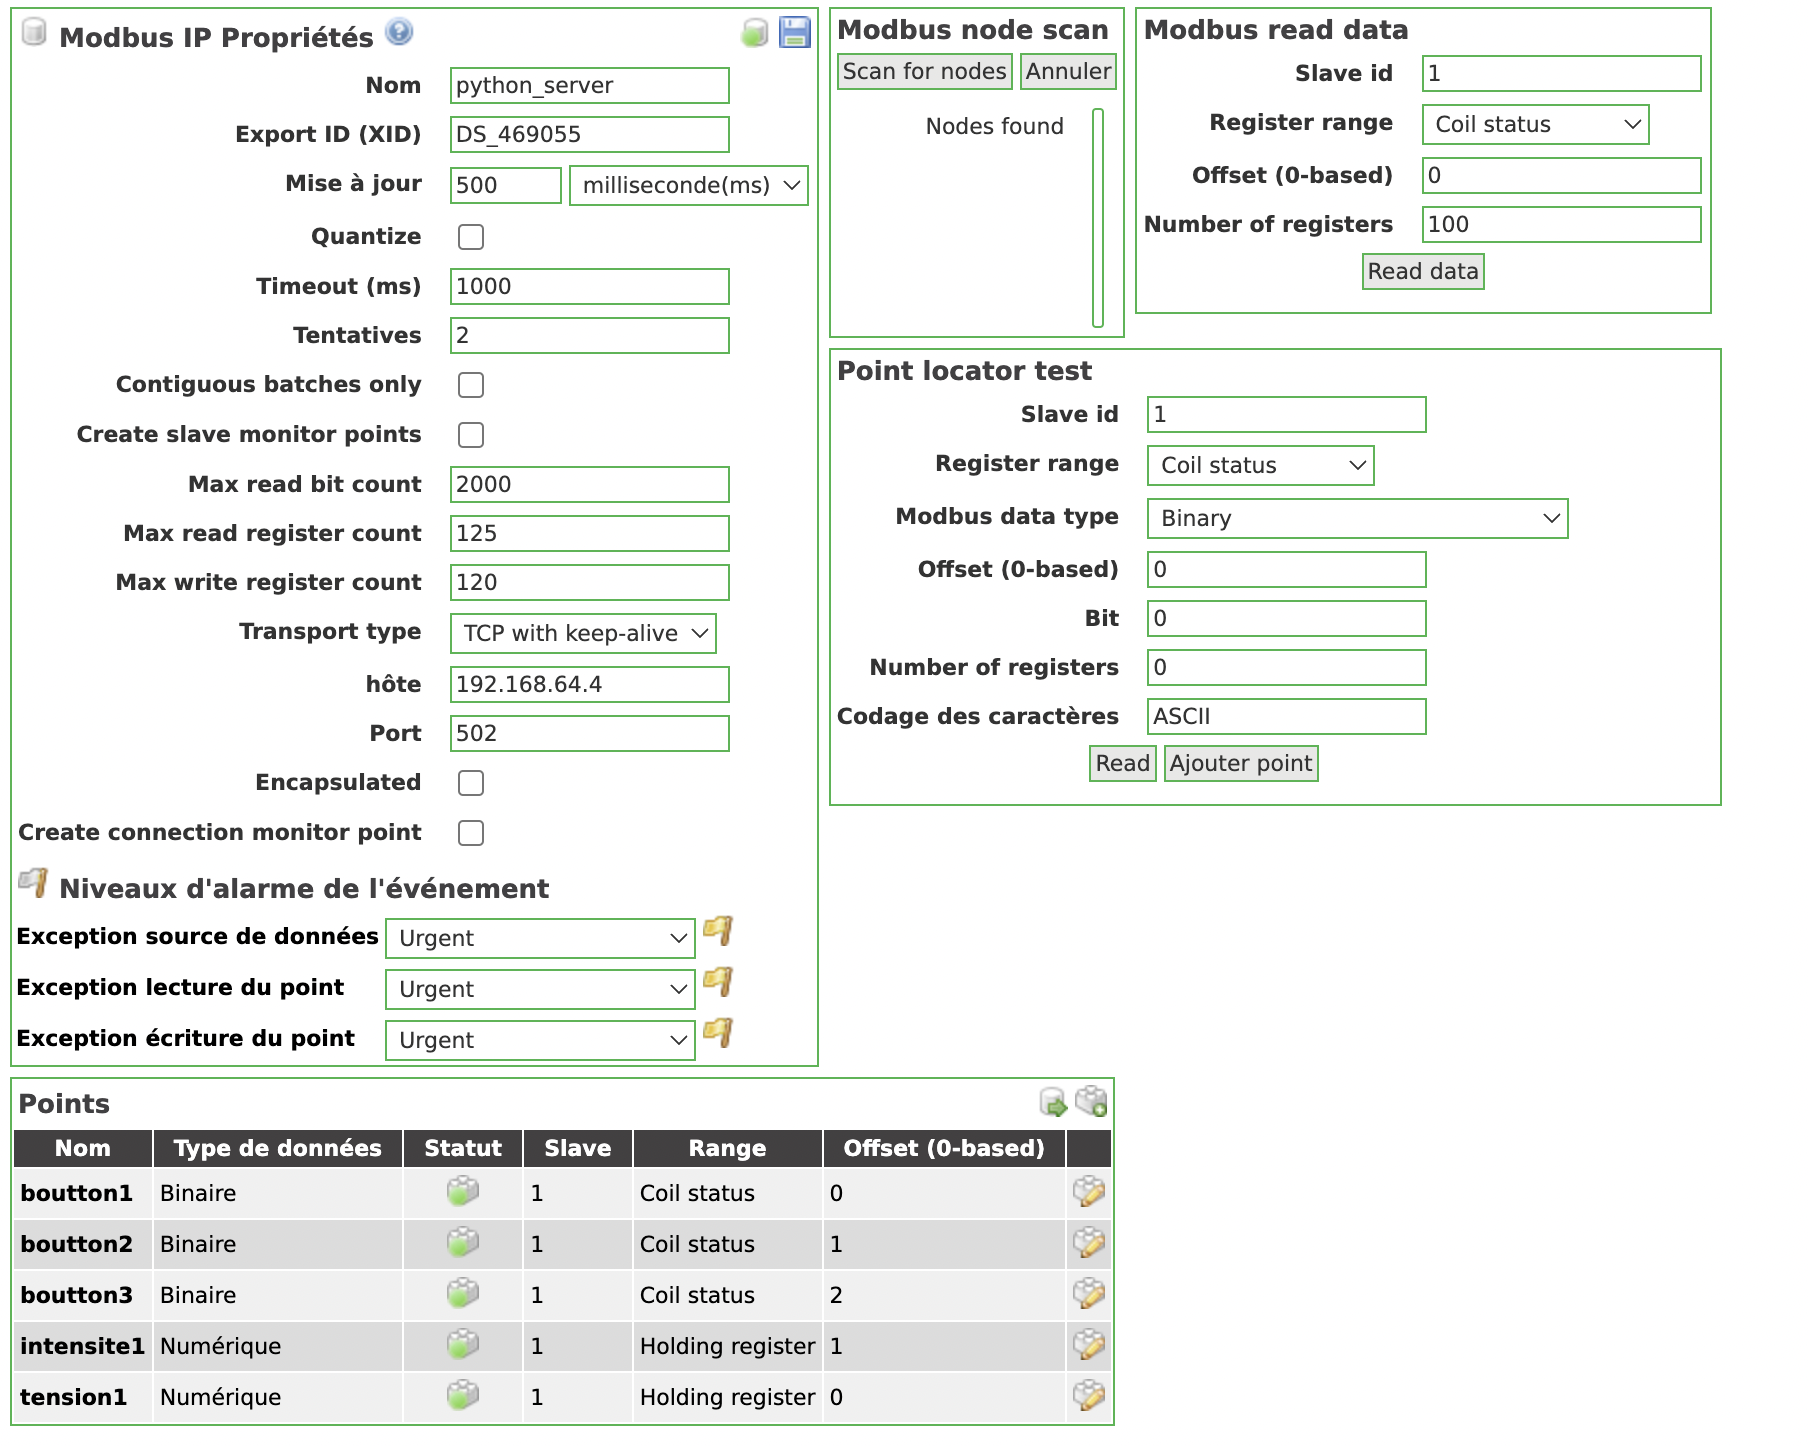 Modbus IP Propriétés
Nom python_server
Export ID (XID) DS_469055
Mise à jour 500 milliseconde(ms)
Quantize
Timeout (ms) 1000
Tentatives 2
Contiguous batches only
Create slave monitor points
Max read bit count 2000
Max read register count 125
Max write register count 120
Transport type TCP with keep-alive
hôte 192.168.64.4
Port 502
Encapsulated
Create connection monitor point
Niveaux d'alarme de l'événement
Exception source de données Urgent
Exception lecture du point Urgent
Exception écriture du point Urgent
Modbus node scan
Scan for nodes Annuler
Nodes found
Modbus read data
Slave id 1
Register range Coil status
Offset (0-based) 0
Number of registers 100
Read data
Point locator test
Slave id 1
Register range Coil status
Modbus data type Binary
Offset (0-based) 0
Bit 0
Number of registers 0
Codage des caractères ASCII
Read Ajouter point
Points
Nom Type de données Statut Slave Range Offset (0-based)
boutton1 Binaire 1 Coil status 0
boutton2 Binaire 1 Coil status 1
boutton3 Binaire 1 Coil status 2
intensite1 Numérique 1 Holding register 1
tension1 Numérique 1 Holding register 0